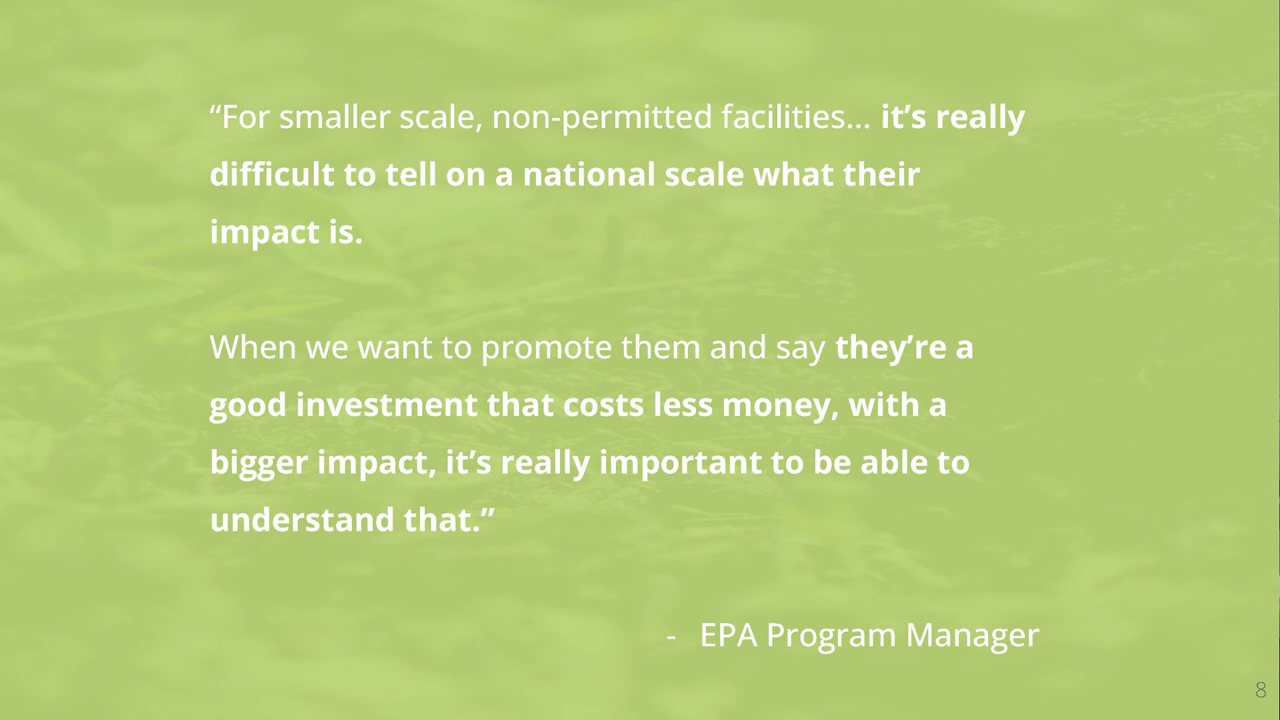 “For smaller scale, non-permitted facilities... it’s really
difficult to tell on a national scale what their
impact is.
When we want to promote them and say they’re a
good investment that costs less money, with a
bigger impact, it’s really important to be able to
understand that.”
- EPA Program Manager
8